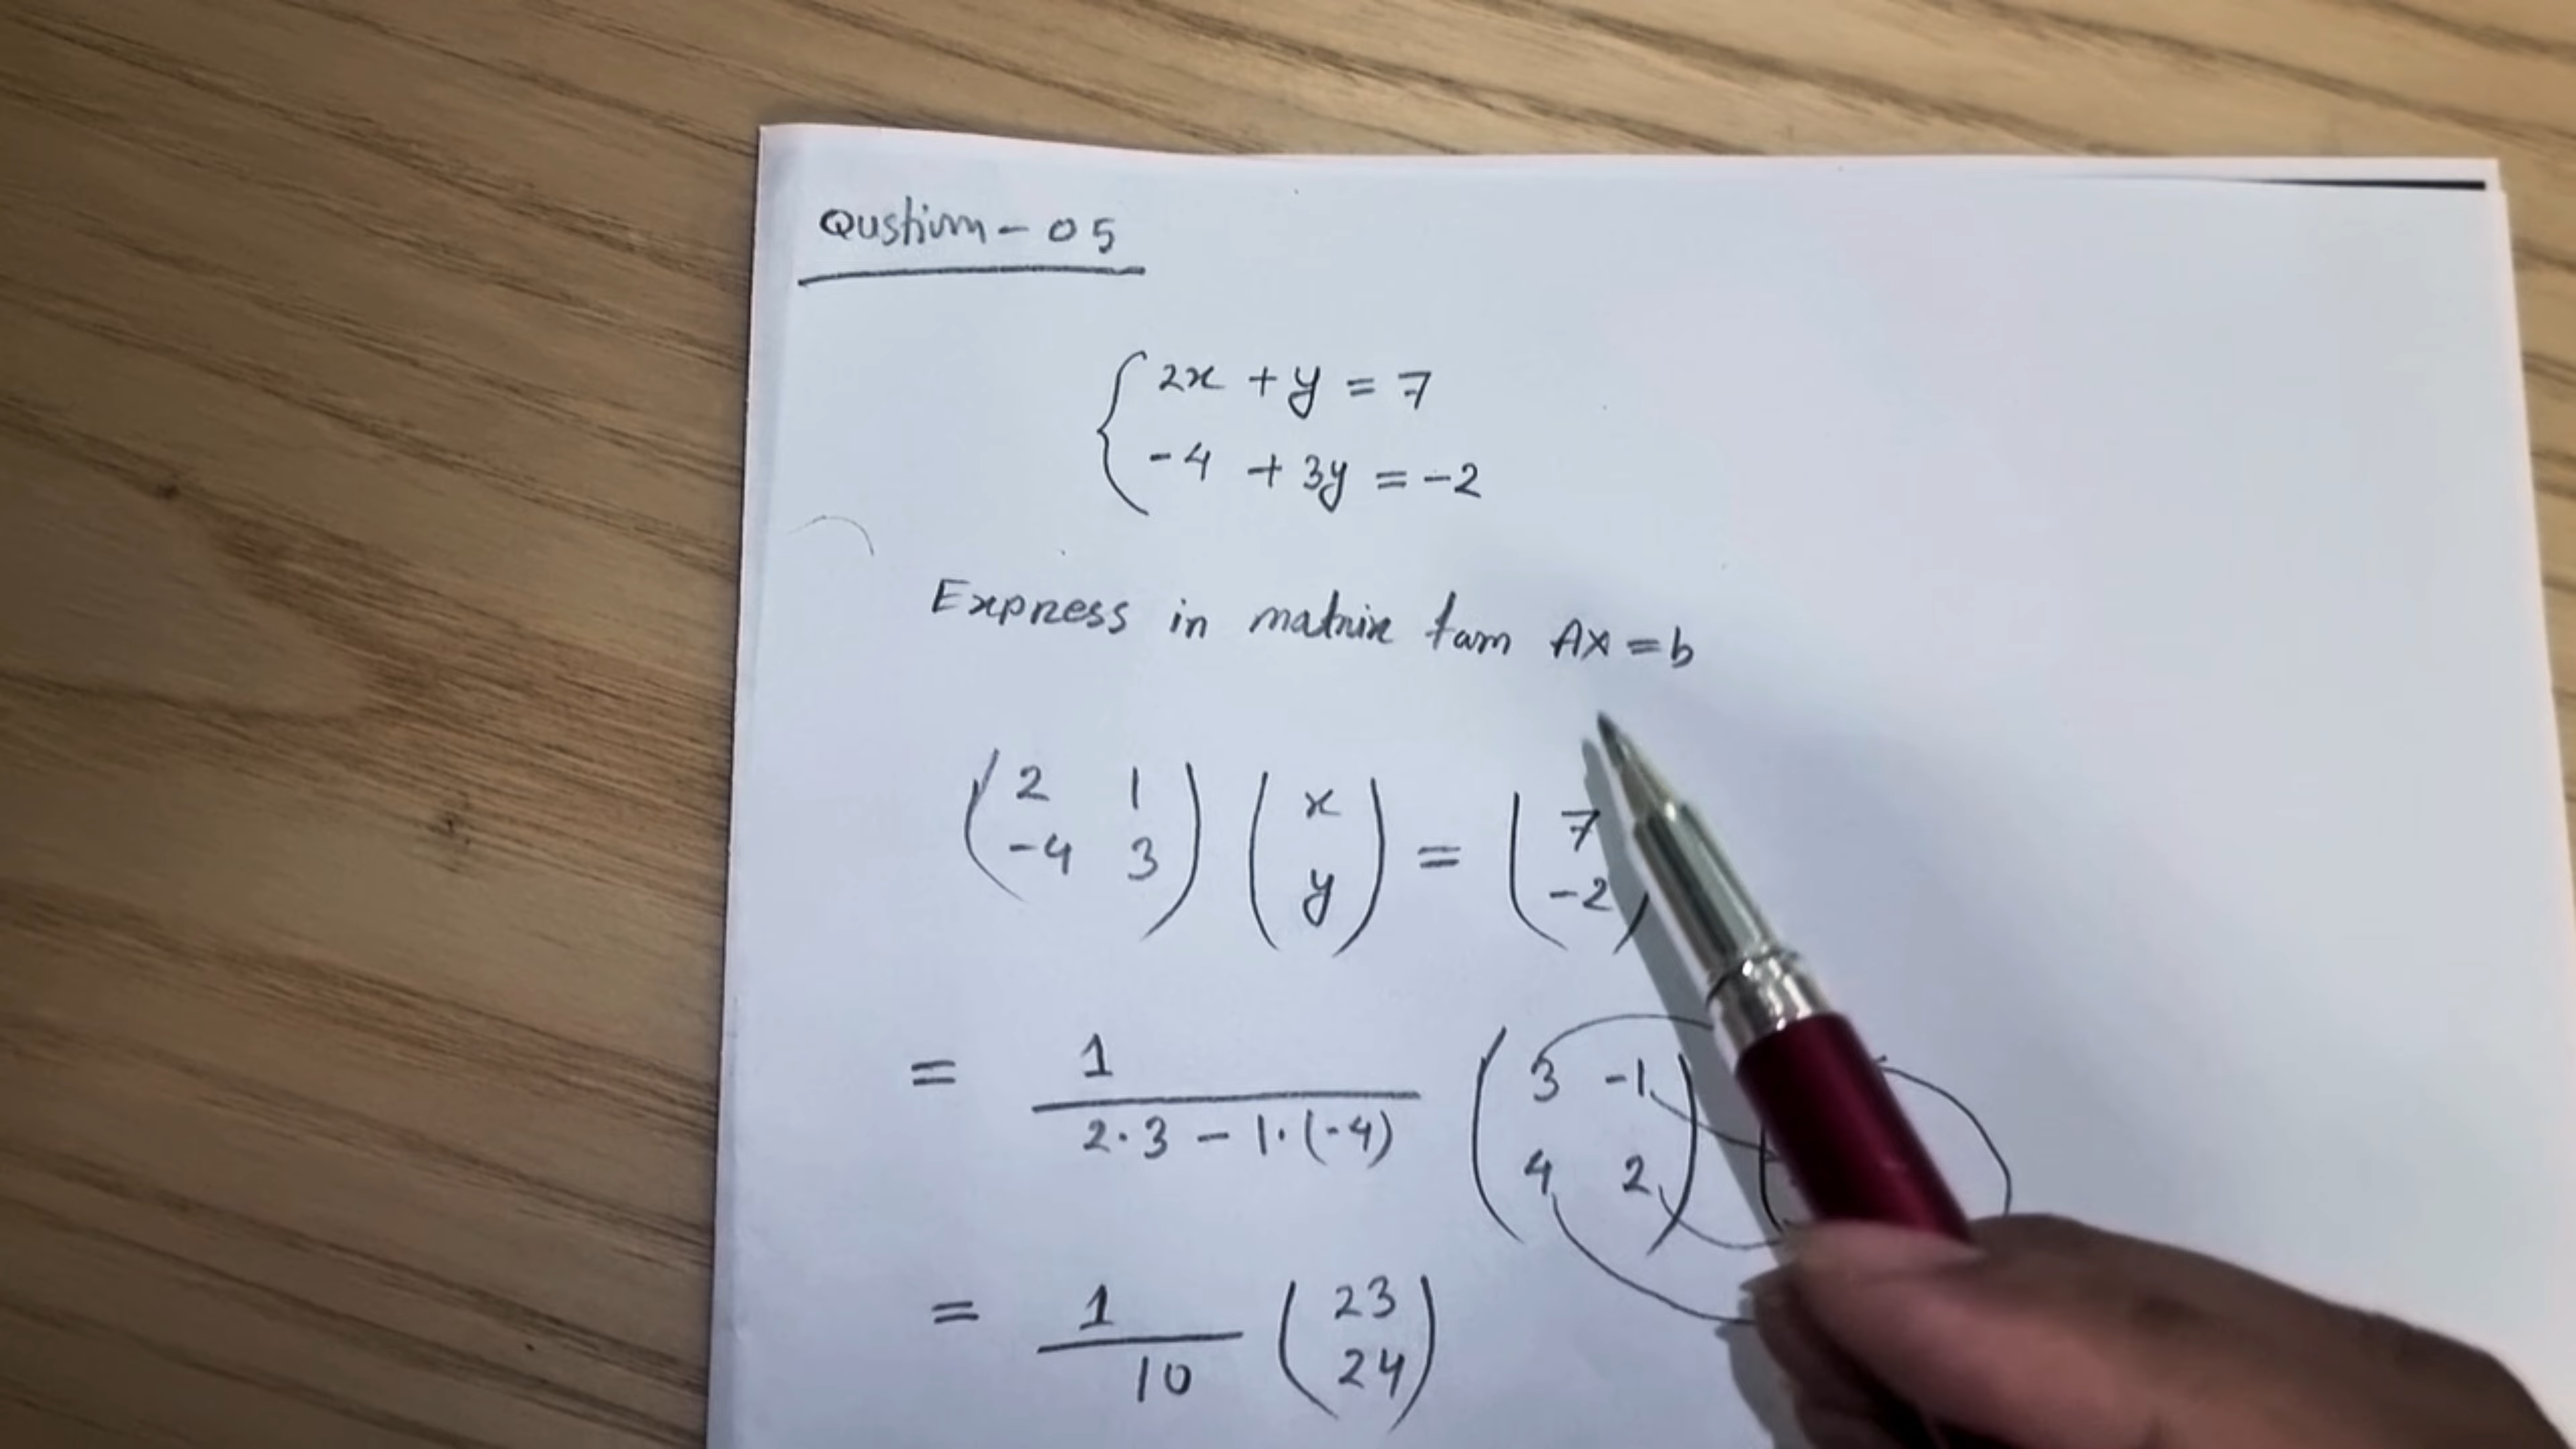 Qustion - 05
2x + y = 7
-4 + 3y = -2
Express in matrix form AX = b
(2 1
-4 3) (x
y) = (7
-2)
= 1 / 2·3 - 1·(-4) (3 -1
4 2)
= 1 / 10 (23
24)